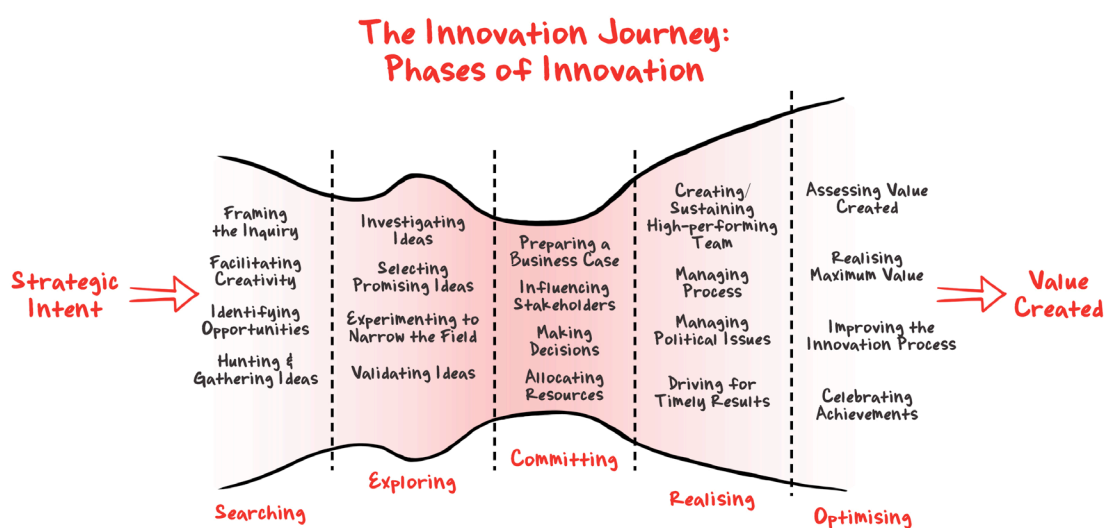 The Innovation Journey:
Phases of Innovation
Strategic
Intent
Framing
the Inquiry
Facilitating
Creativity
Identifying
Opportunities
Hunting &
Gathering Ideas
Searching
Investigating
Ideas
Selecting
Promising Ideas
Experimenting to
Narrow the Field
Validating Ideas
Exploring
Preparing a
Business Case
Influencing
Stakeholders
Making
Decisions
Allocating
Resources
Committing
Creating/
Sustaining
High-performing
Team
Managing
Process
Managing
Political Issues
Driving for
Timely Results
Realising
Assessing Value
Created
Realising
Maximum Value
Improving the
Innovation Process
Celebrating
Achievements
Optimising
Value
Created